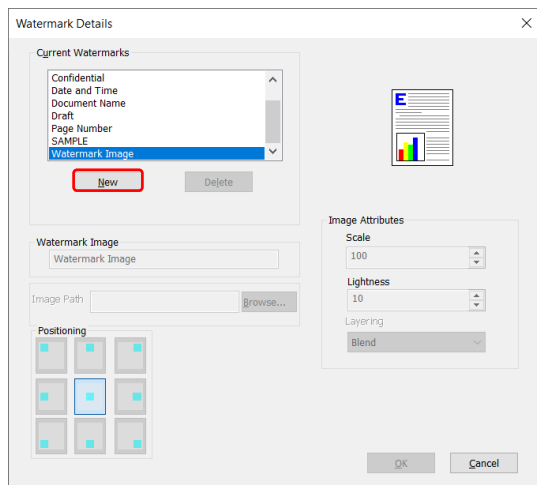 Watermark Details
Current Watermarks
Confidential
Date and Time
Document Name
Draft
Page Number
SAMPLE
Watermark Image
New
Delete
E
Watermark Image
Watermark Image
Image Path
Browse...
Positioning
Image Attributes
Scale
100
Lightness
10
Layering
Blend
OK
Cancel